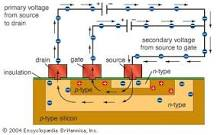 primary voltage
from source
to drain
secondary voltage
from source to gate
drain
gate
source
insulation
n-type
p-type
n-type
p-type silicon
© 2004 Encyclopædia Britannica, Inc.